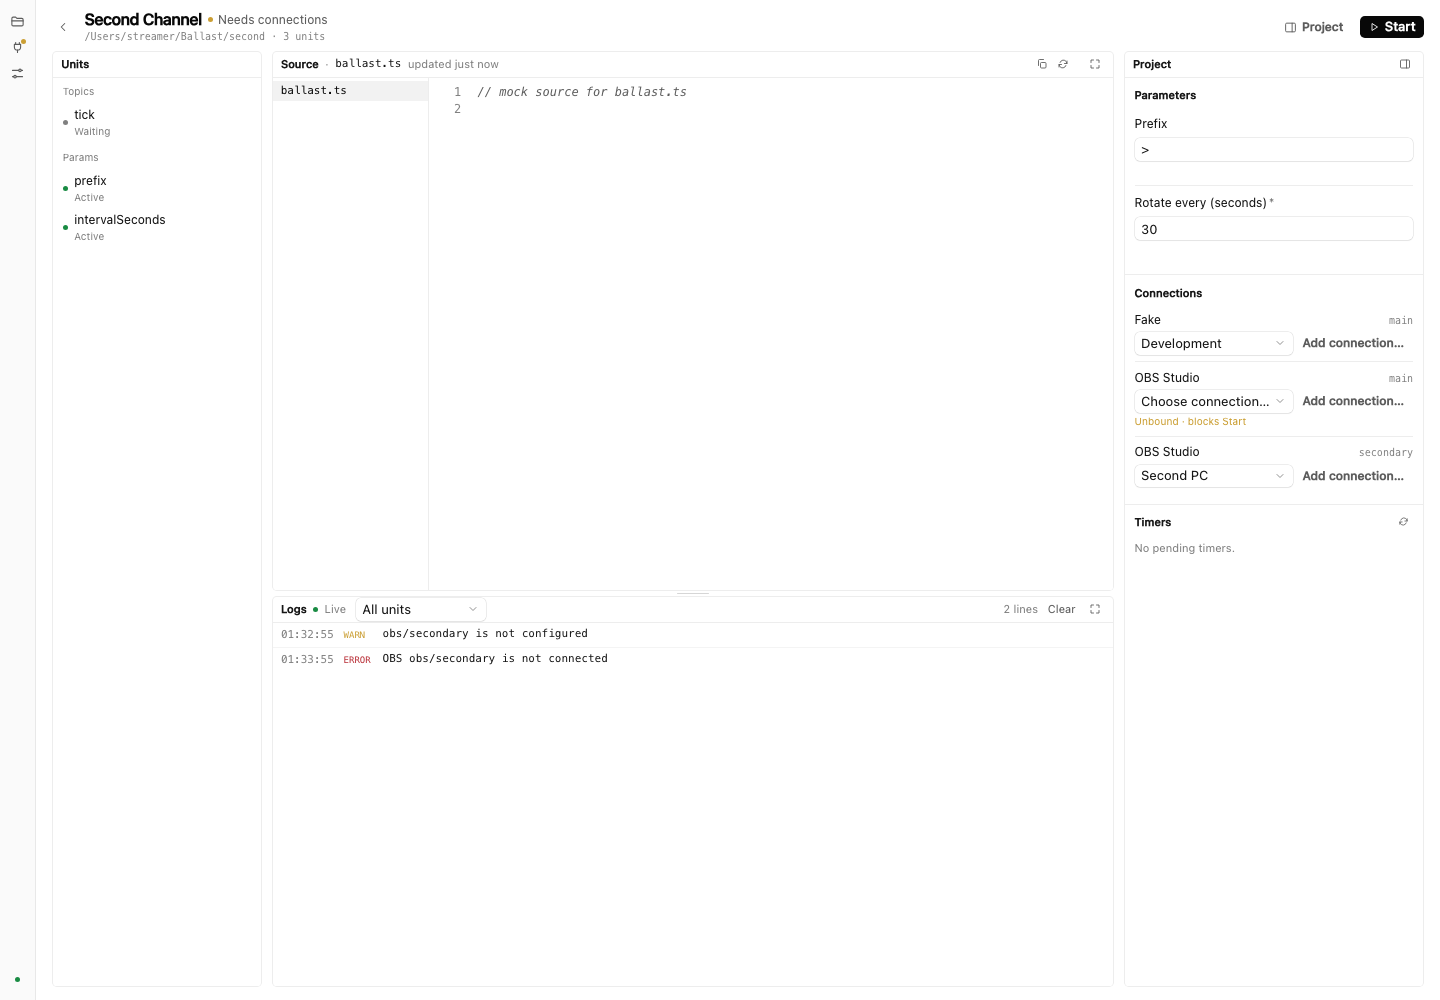 Second Channel
Needs connections
/Users/streamer/Ballast/second · 3 units
Project
Start
Units
Topics
tick
Waiting
Params
prefix
Active
intervalSeconds
Active
Source · ballast.ts updated just now
ballast.ts
1 // mock source for ballast.ts
2
Logs Live All units 2 lines Clear
01:32:55 WARN obs/secondary is not configured
01:33:55 ERROR OBS obs/secondary is not connected
Project
Parameters
Prefix
>
Rotate every (seconds) *
30
Connections
Fake main
Development Add connection...
OBS Studio main
Choose connection... Add connection...
Unbound · blocks Start
OBS Studio secondary
Second PC Add connection...
Timers
No pending timers.